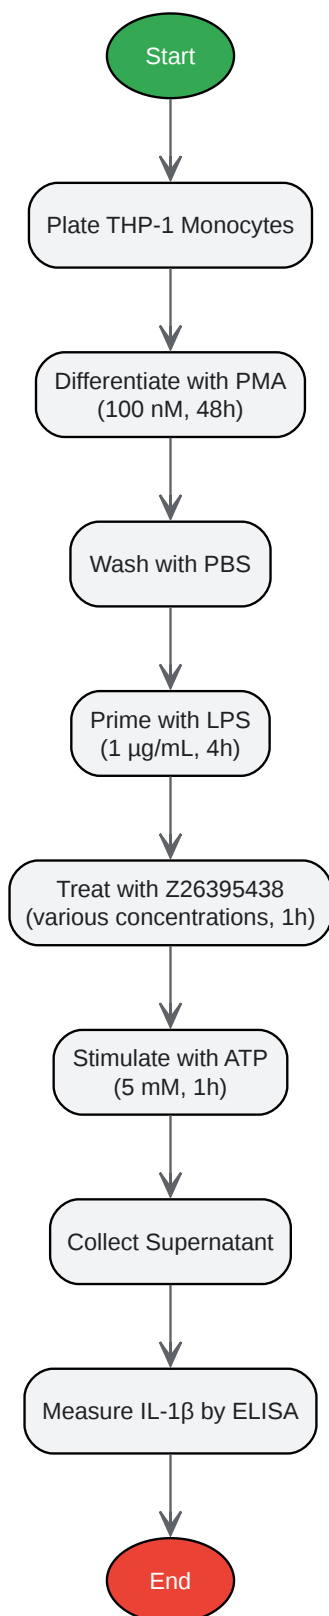 Start
Plate THP-1 Monocytes
Differentiate with PMA
(100 nM, 48h)
Wash with PBS
Prime with LPS
(1 µg/mL, 4h)
Treat with Z26395438
(various concentrations, 1h)
Stimulate with ATP
(5 mM, 1h)
Collect Supernatant
Measure IL-1β by ELISA
End